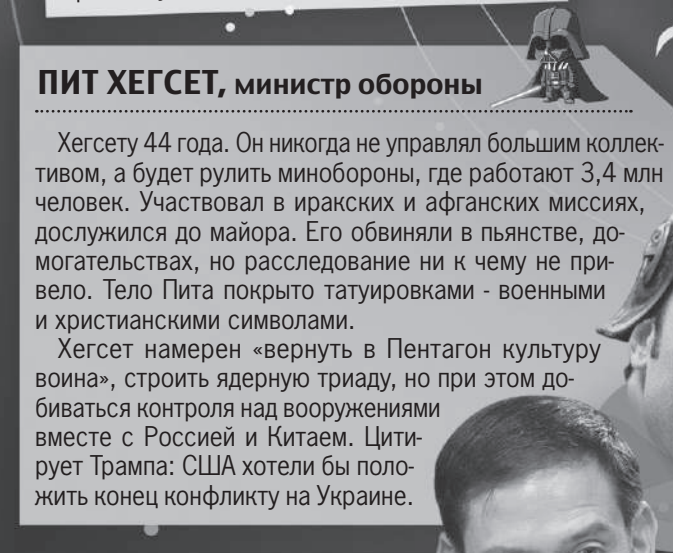 ПИТ ХЕГСЕТ, министр обороны
Хегсету 44 года. Он никогда не управлял большим коллек-
тивом, а будет рулить минобороны, где работают 3,4 млн
человек. Участвовал в иракских и афганских миссиях,
дослужился до майора. Его обвиняли в пьянстве, до-
могательствах, но расследование ни к чему не при-
вело. Тело Пита покрыто татуировками - военными
и христианскими символами.
Хегсет намерен «вернуть в Пентагон культуру
воина», строить ядерную триаду, но при этом до-
биваться контроля над вооружениями
вместе с Россией и Китаем. Цити-
рует Трампа: США хотели бы поло-
жить конец конфликту на Украине.